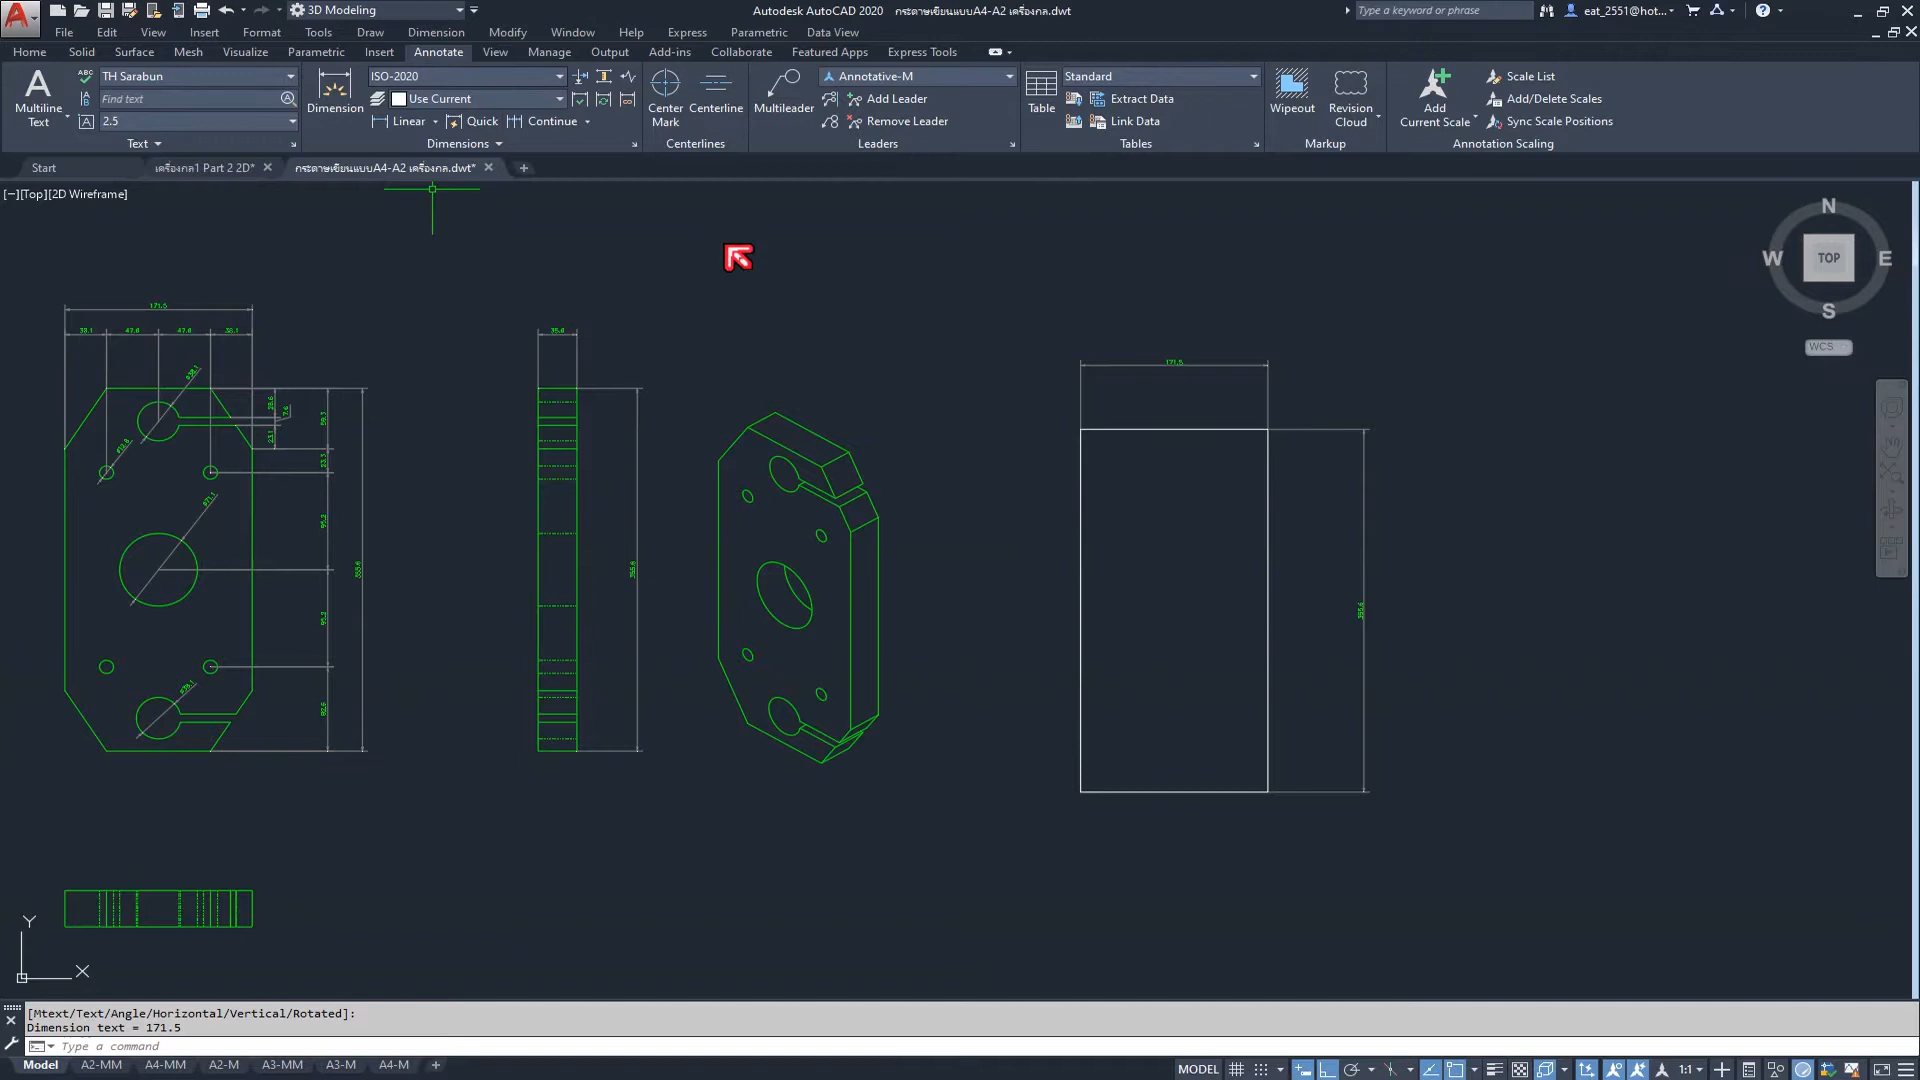 3D Modeling
Autodesk AutoCAD 2020 กระดาษเขียนแบบA4-A2 เครื่องกล.dwt
Type a keyword or phrase
eat_2551@hot...
File Edit View Insert Format Tools Draw Dimension Modify Window Help Express Parametric Data View
Home Solid Surface Mesh Visualize Parametric Insert Annotate View Manage Output Add-ins Collaborate Featured Apps Express Tools
Multiline Text
TH Sarabun
Find text
2.5
Text
Dimension
ISO-2020
Use Current
Linear Quick Continue
Dimensions
Center Mark
Centerline
Centerlines
Multileader
Annotative-M
Add Leader
Remove Leader
Leaders
Table
Standard
Extract Data
Link Data
Tables
Wipeout
Revision Cloud
Markup
Add Current Scale
Scale List
Add/Delete Scales
Sync Scale Positions
Annotation Scaling
Start
เครื่องกล1 Part 2 2D*
กระดาษเขียนแบบA4-A2 เครื่องกล.dwt*
[−][Top][2D Wireframe]
N
W TOP E
S
WCS
171.5
171.5
Y
X
[Mtext/Text/Angle/Horizontal/Vertical/Rotated]:
Dimension text = 171.5
Type a command
Model A2-MM A4-MM A2-M A3-MM A3-M A4-M
MODEL
1:1